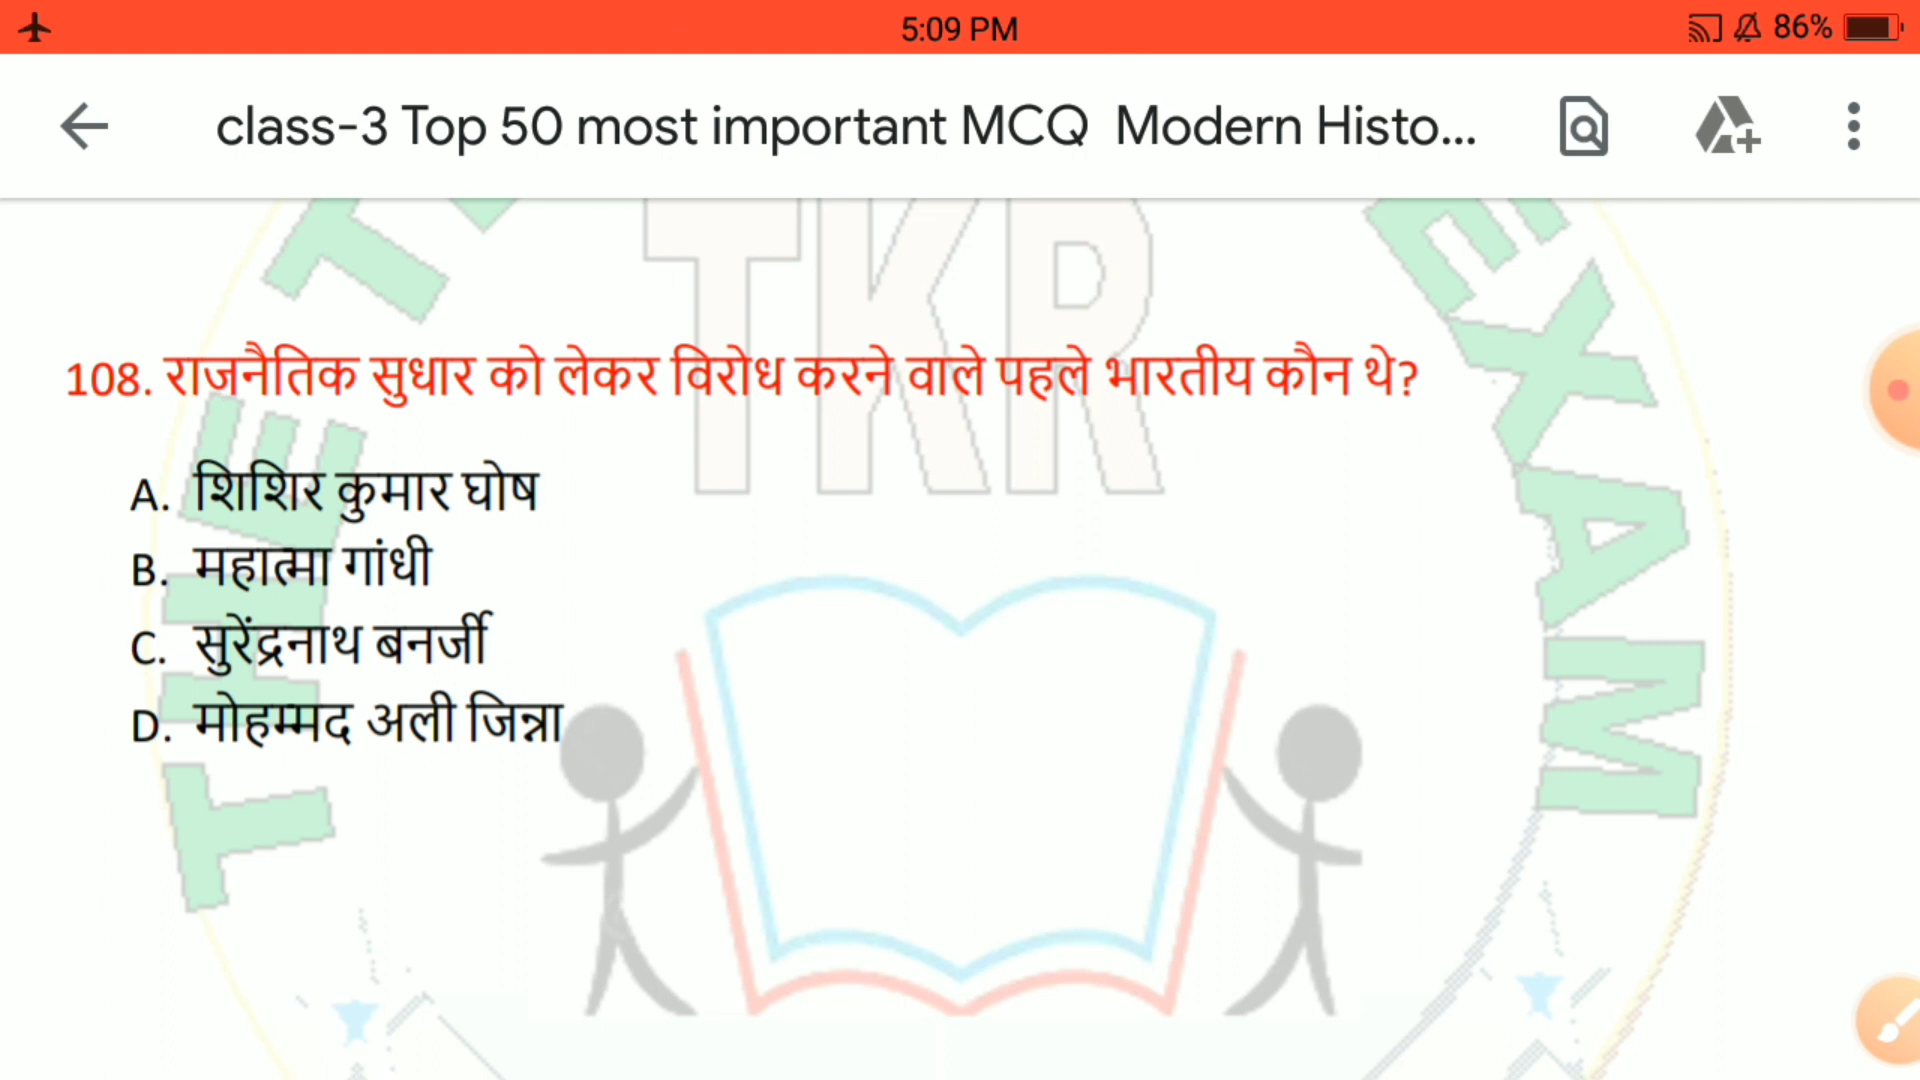 5:09 PM
86%
class-3 Top 50 most important MCQ Modern Histo...
TKR
EXAM
108. राजनैतिक सुधार को लेकर विरोध करने वाले पहले भारतीय कौन थे?
A. शिशिर कुमार घोष
B. महात्मा गांधी
C. सुरेंद्रनाथ बनर्जी
D. मोहम्मद अली जिन्ना